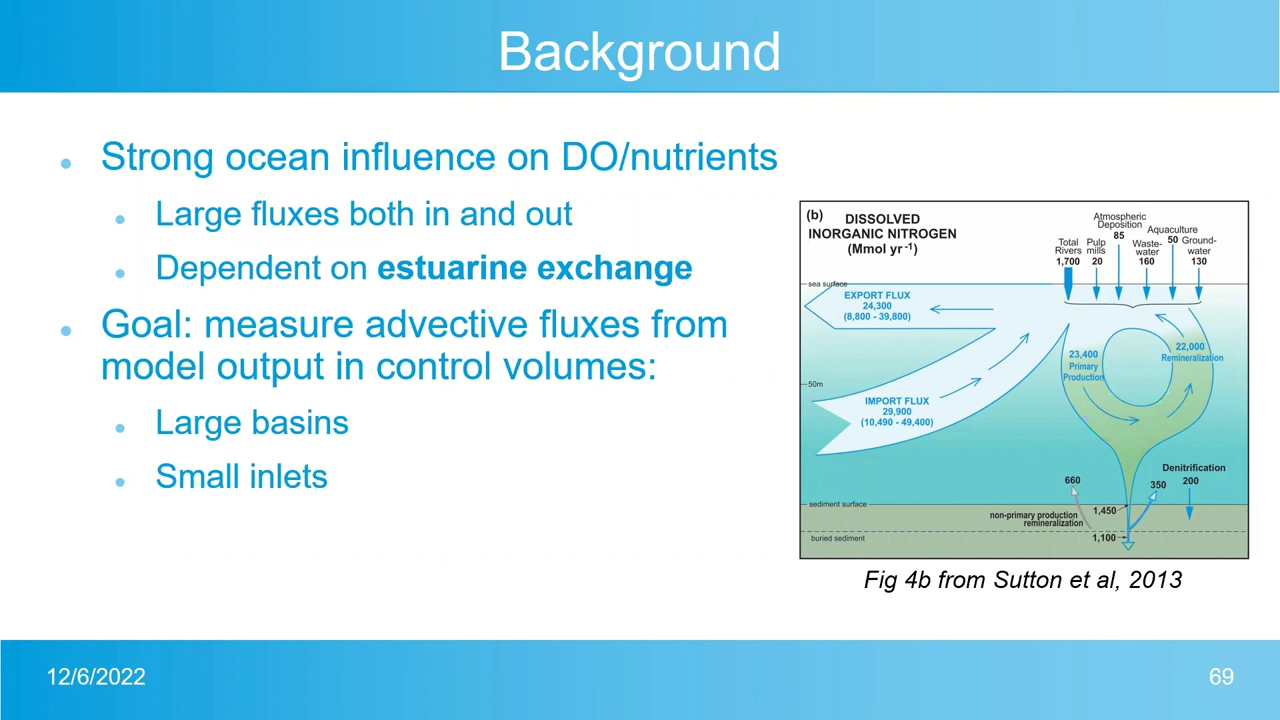 Background
Strong ocean influence on DO/nutrients
Large fluxes both in and out
Dependent on estuarine exchange
Goal: measure advective fluxes from
model output in control volumes:
Large basins
Small inlets
(b)
DISSOLVED
INORGANIC NITROGEN
(Mmol yr⁻¹)
Total
Rivers
1,700
Pulp
mills
20
Atmospheric
Deposition
85
Waste-
water
160
Aquaculture
50
Ground-
water
130
sea surface
EXPORT FLUX
24,300
(8,800 - 39,800)
23,400
Primary
Production
22,000
Remineralization
50m
IMPORT FLUX
29,900
(10,490 - 49,400)
Denitrification
200
660
350
sediment surface
1,450
non-primary production
remineralization
1,100
buried sediment
Fig 4b from Sutton et al, 2013
12/6/2022
69